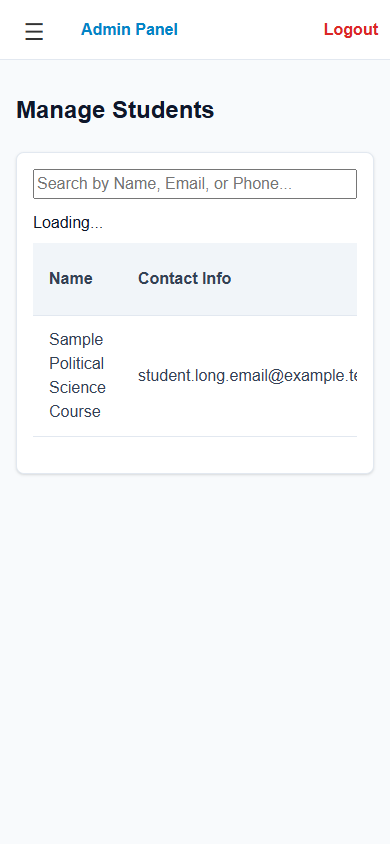 ☰ Admin Panel Logout
Manage Students
Search by Name, Email, or Phone...
Loading...
Name Contact Info
Sample
Political
Science
Course
student.long.email@example.te